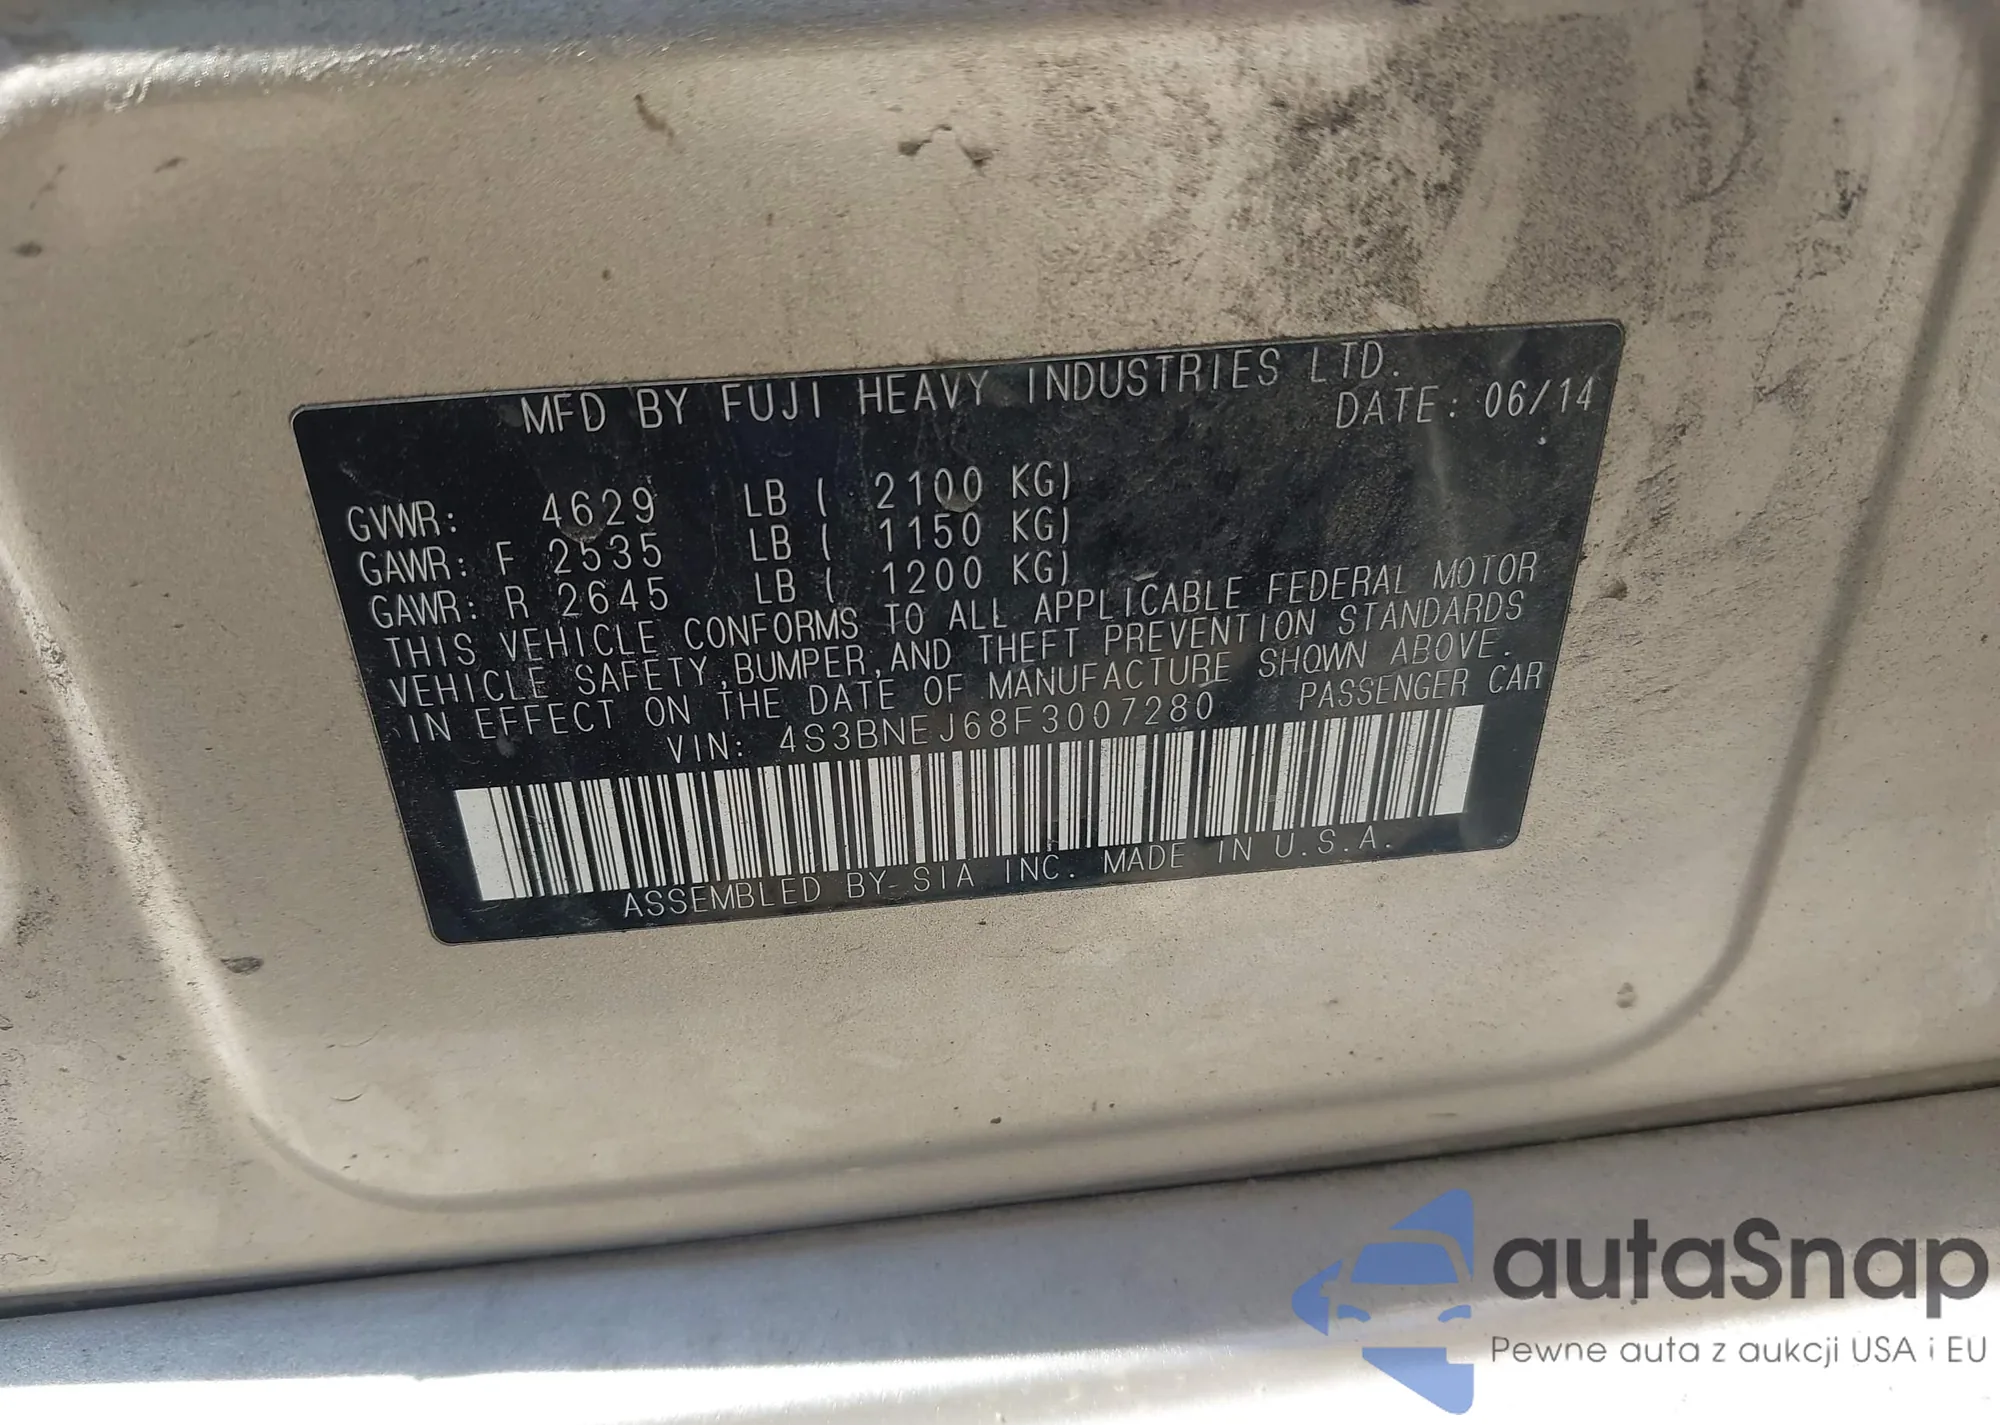 MFD BY FUJI HEAVY INDUSTRIES LTD.
DATE: 06/14
GVWR: 4629 LB ( 2100 KG)
GAWR: F 2535 LB ( 1150 KG)
GAWR: R 2645 LB ( 1200 KG)
THIS VEHICLE CONFORMS TO ALL APPLICABLE FEDERAL MOTOR
VEHICLE SAFETY,BUMPER,AND THEFT PREVENTION STANDARDS
IN EFFECT ON THE DATE OF MANUFACTURE SHOWN ABOVE.
VIN: 4S3BNEJ68F3007280 PASSENGER CAR
ASSEMBLED BY SIA INC. MADE IN U.S.A.
autaSnap
Pewne auta z aukcji USA i EU